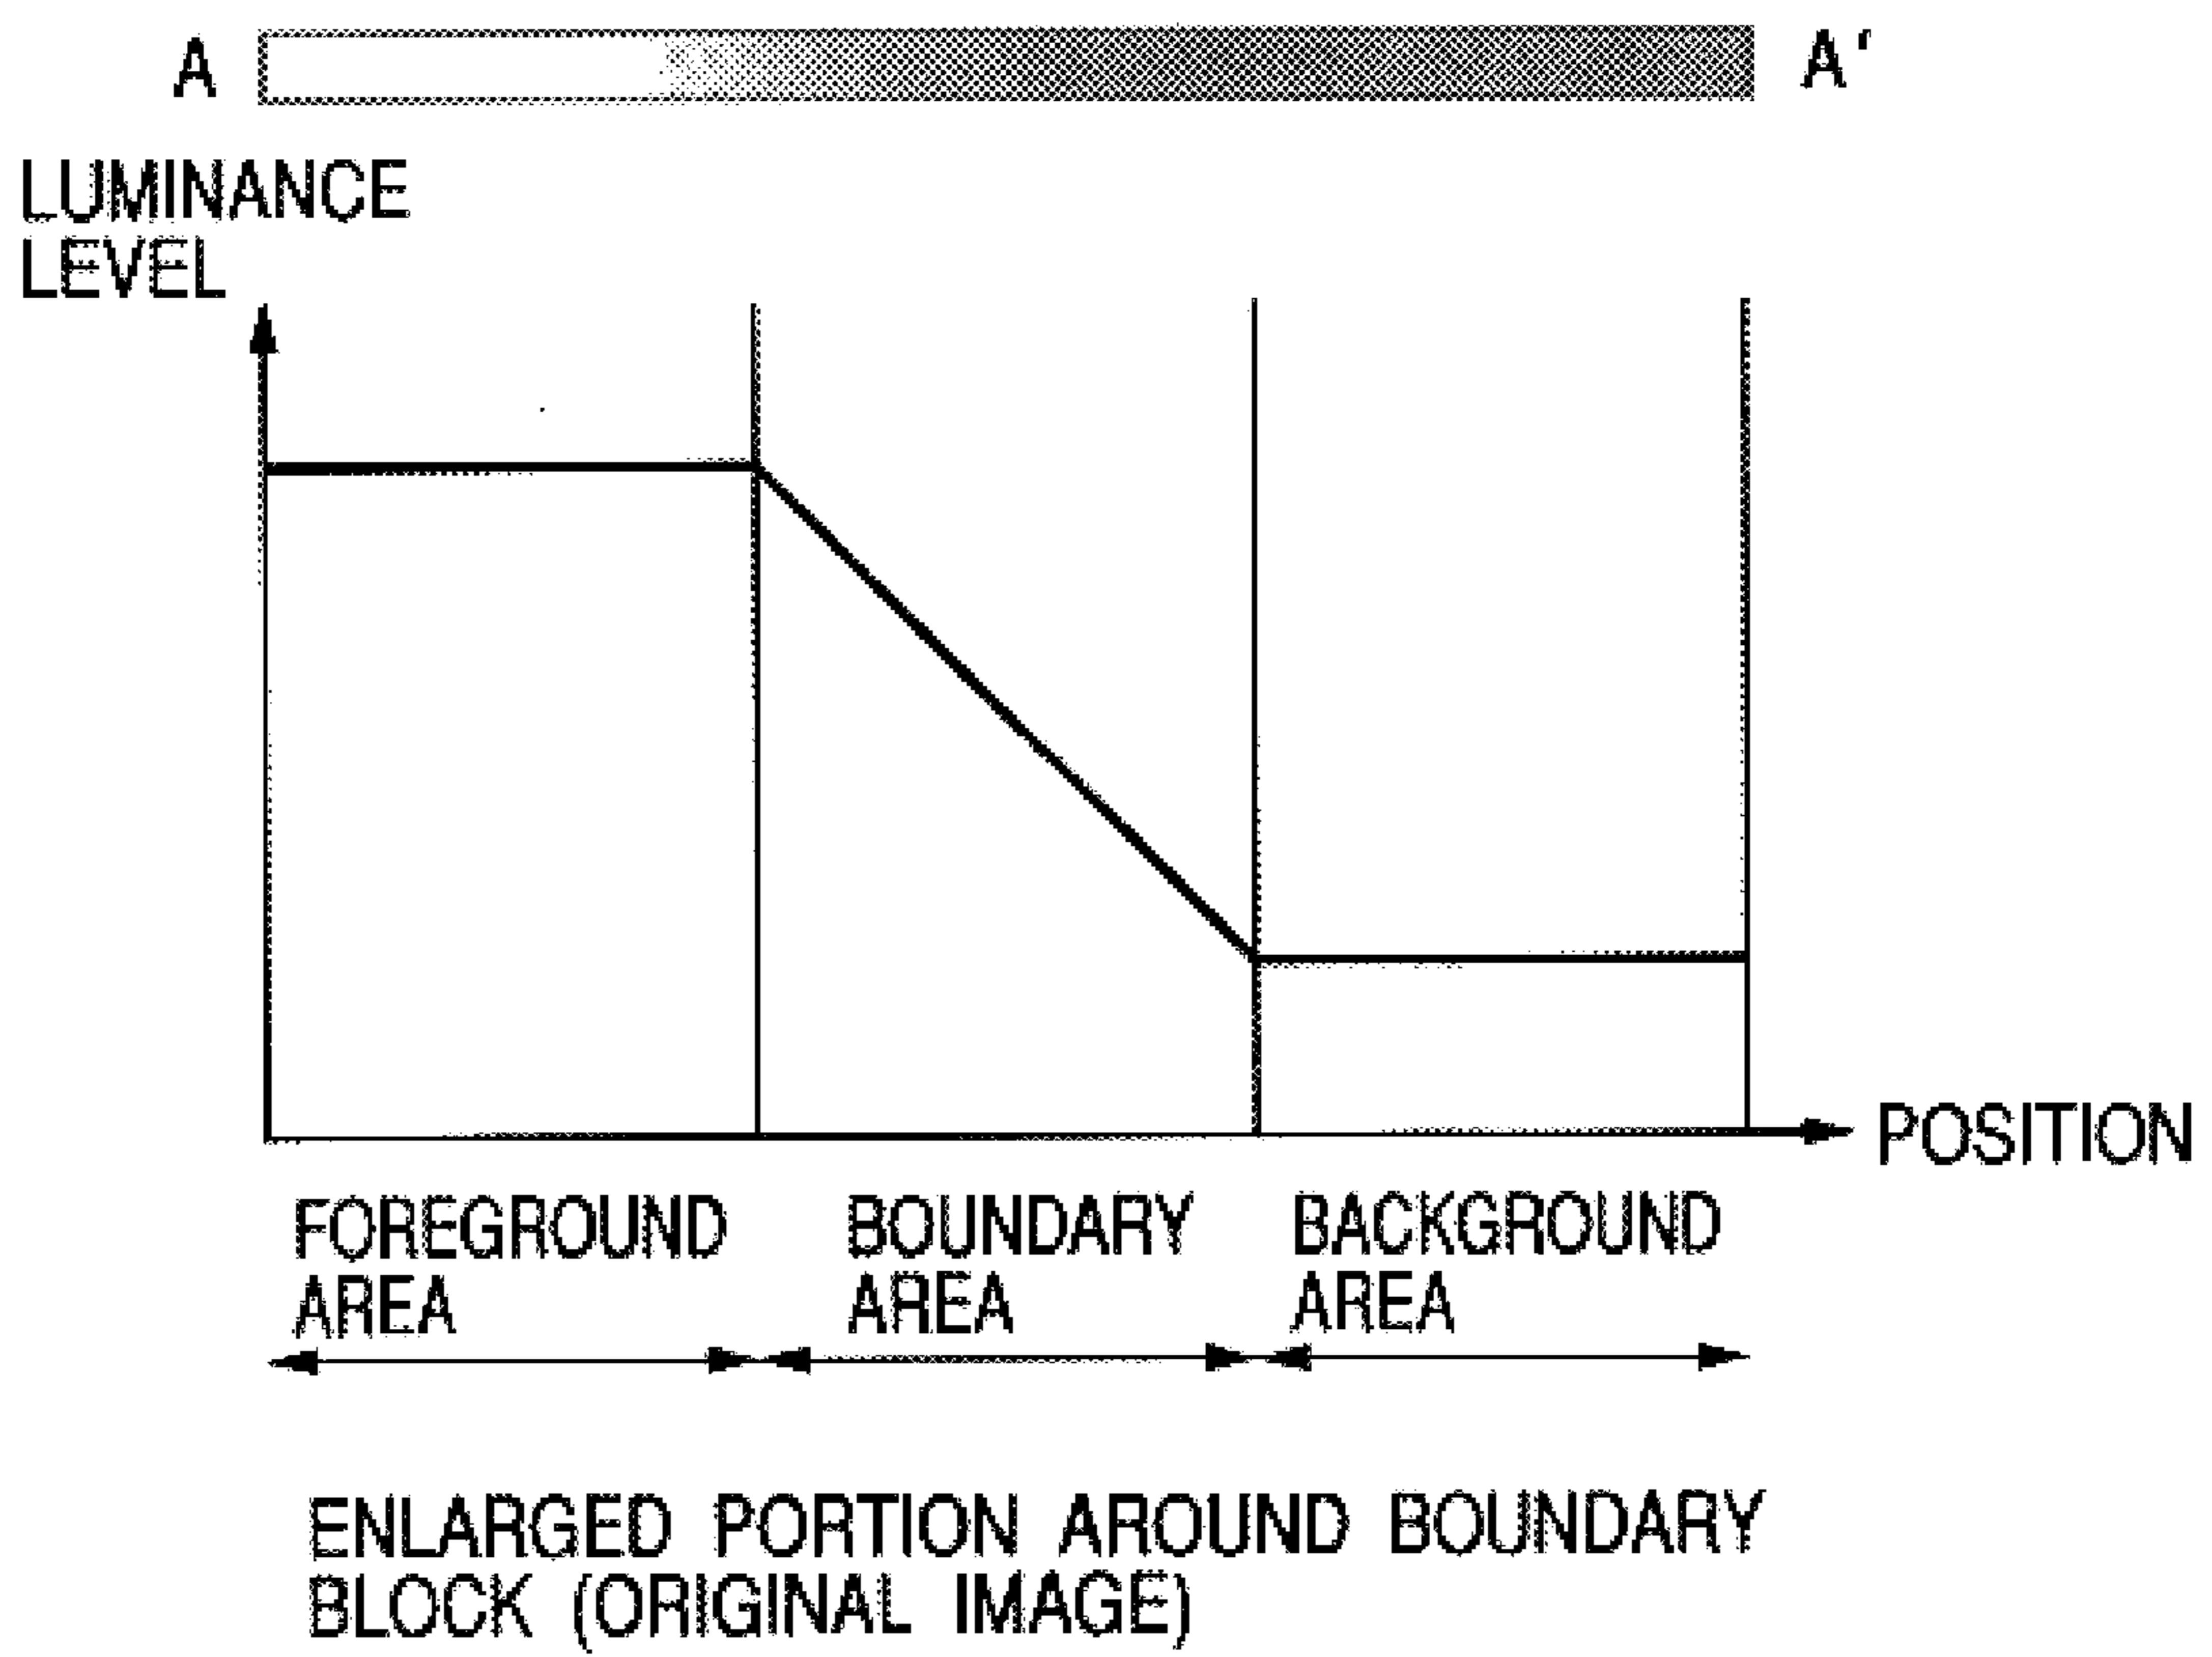 A A'
LUMINANCE
LEVEL
POSITION
FOREGROUND AREA
BOUNDARY AREA
BACKGROUND AREA
ENLARGED PORTION AROUND BOUNDARY
BLOCK (ORIGINAL IMAGE)